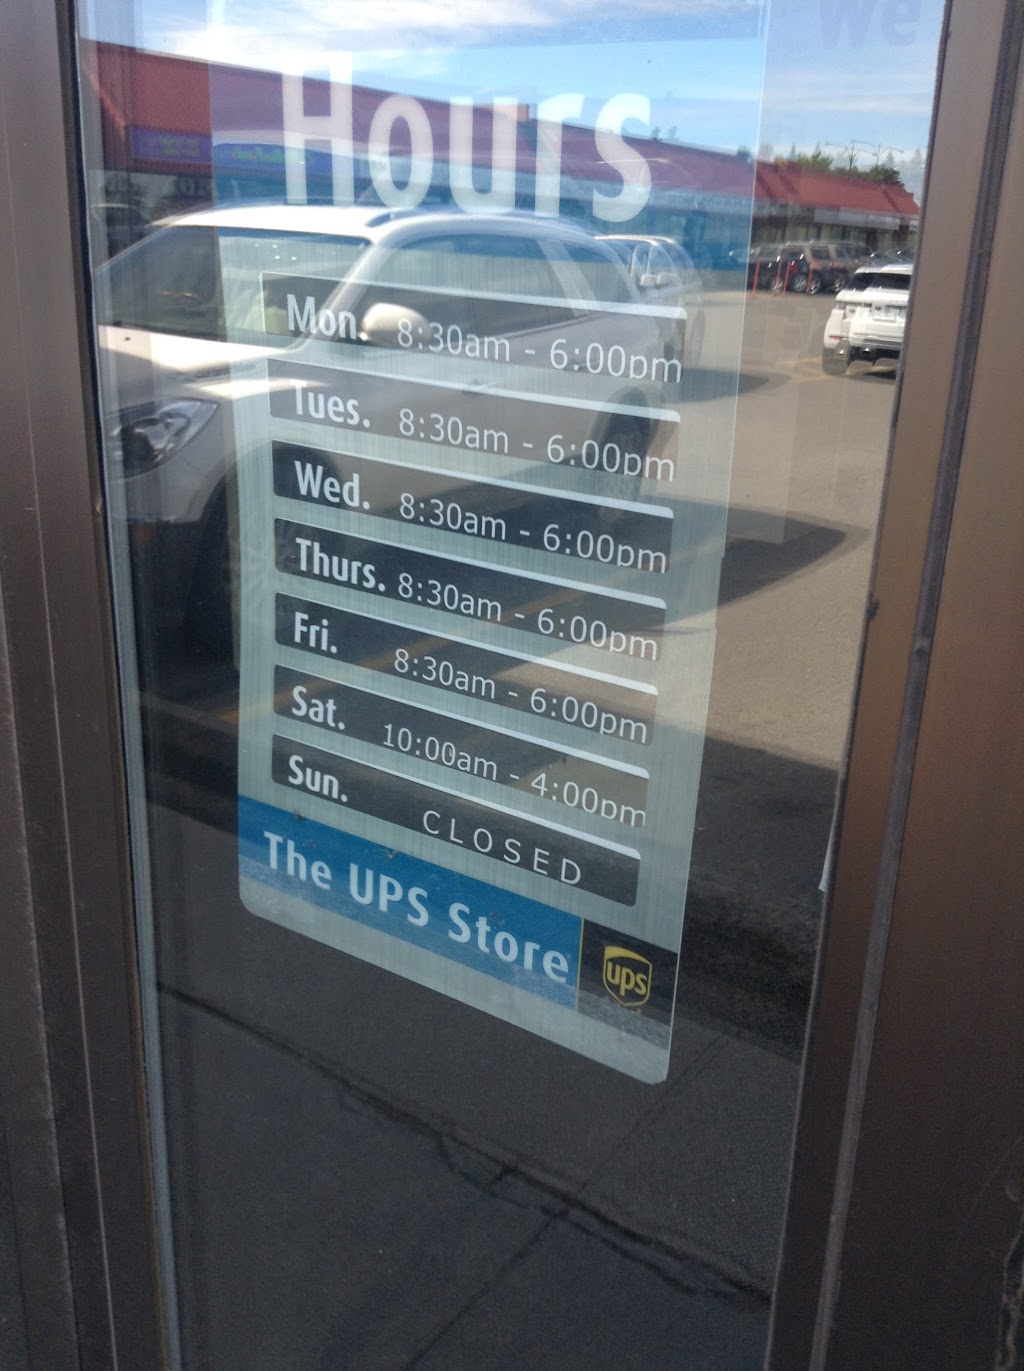 we
Hours
Mon. 8:30am - 6:00pm
Tues. 8:30am - 6:00pm
Wed. 8:30am - 6:00pm
Thurs. 8:30am - 6:00pm
Fri. 8:30am - 6:00pm
Sat. 10:00am - 4:00pm
Sun. CLOSED
The UPS Store
ups